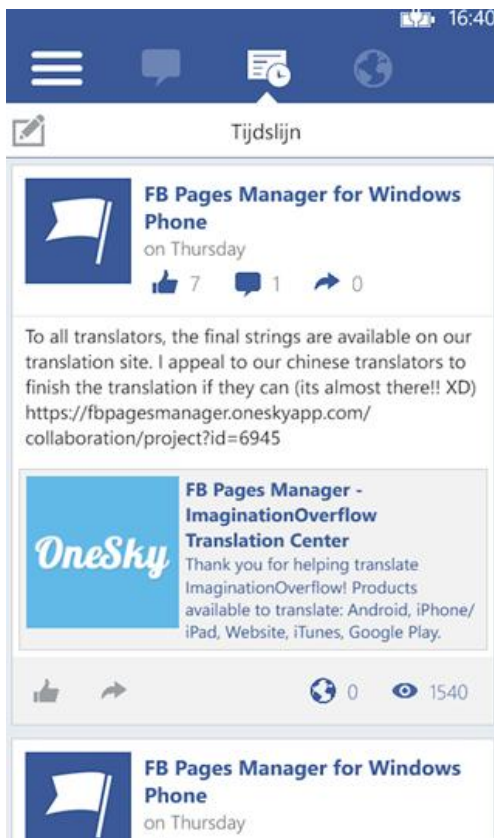 16:40
Tijdslijn
FB Pages Manager for Windows
Phone
on Thursday
7 1 0
To all translators, the final strings are available on our
translation site. I appeal to our chinese translators to
finish the translation if they can (its almost there!! XD)
https://fbpagesmanager.oneskyapp.com/
collaboration/project?id=6945
OneSky
FB Pages Manager -
ImaginationOverflow
Translation Center
Thank you for helping translate
ImaginationOverflow! Products
available to translate: Android, iPhone/
iPad, Website, iTunes, Google Play.
0 1540
FB Pages Manager for Windows
Phone
on Thursday